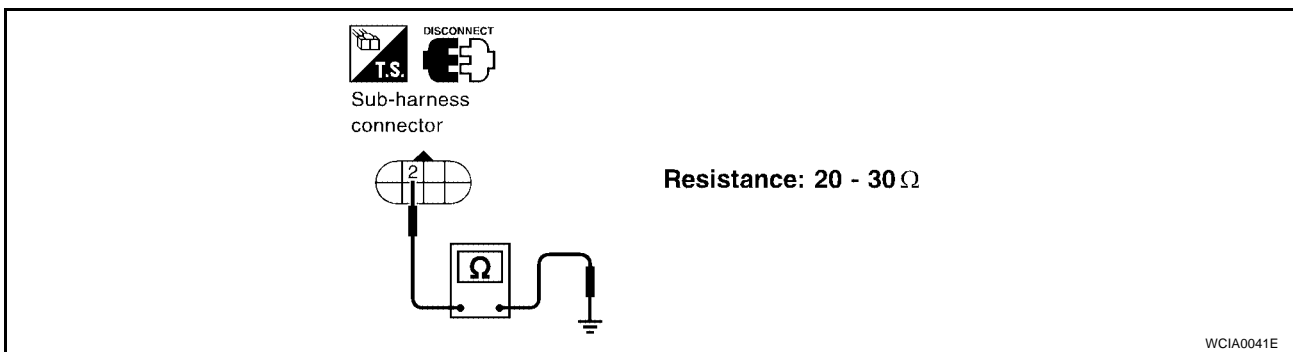 DISCONNECT
T.S.
Sub-harness
connector
2
Resistance: 20 - 30 Ω
Ω
WCIA0041E